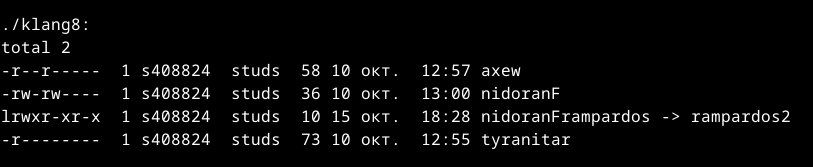 ./klang8:
total 2
-r--r-----  1 s408824  studs  58 10 окт.  12:57 axew
-rw-rw----  1 s408824  studs  36 10 окт.  13:00 nidoranF
lrwxr-xr-x  1 s408824  studs  10 15 окт.  18:28 nidoranFrampardos -> rampardos2
-r--------  1 s408824  studs  73 10 окт.  12:55 tyranitar